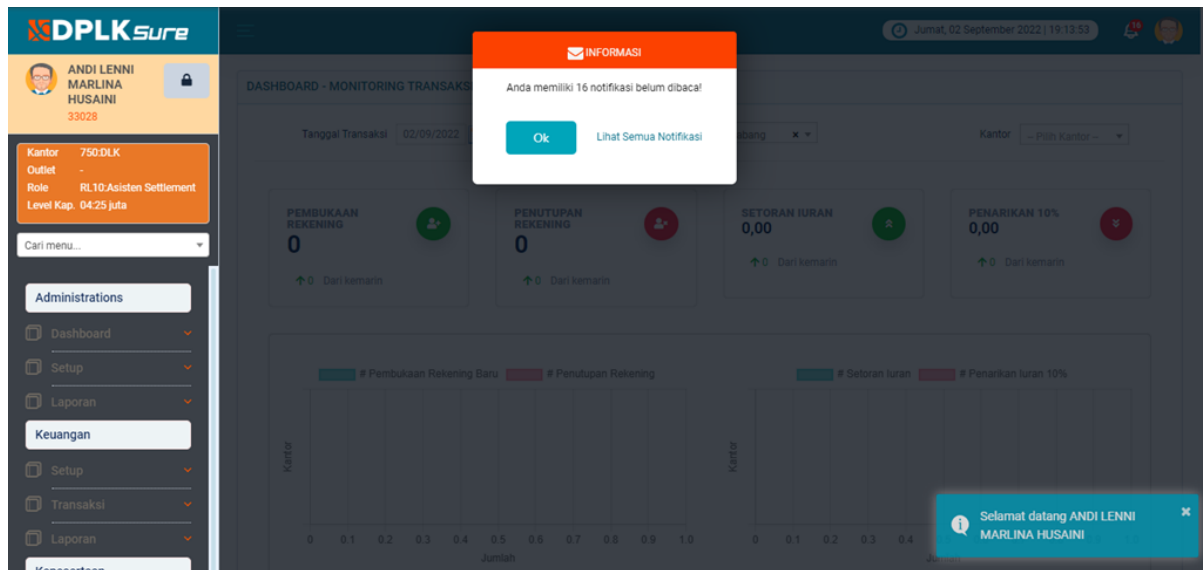 DPLKSure
ANDI LENNI
MARLINA
HUSAINI
33028
Kantor 750:DLK
Outlet -
Role RL10:Asisten Settlement
Level Kap. 04:25 juta
Cari menu...
Administrations
Dashboard
Setup
Laporan
Keuangan
Setup
Transaksi
Laporan
Jumat, 02 September 2022 | 19:13:53
16
INFORMASI
Anda memiliki 16 notifikasi belum dibaca!
Ok Lihat Semua Notifikasi
DASHBOARD - MONITORING TRANSAKSI
Tanggal Transaksi 02/09/2022
abang × Kantor -- Pilih Kantor --
PEMBUKAAN
REKENING
0
0 Dari kemarin
PENUTUPAN
REKENING
0
0 Dari kemarin
SETORAN IURAN
0,00
0 Dari kemarin
PENARIKAN 10%
0,00
0 Dari kemarin
# Pembukaan Rekening Baru # Penutupan Rekening
Kantor
0 0.1 0.2 0.3 0.4 0.5 0.6 0.7 0.8 0.9 1.0
Jumlah
# Setoran Iuran # Penarikan Iuran 10%
Kantor
0 0.1 0.2 0.3 0.4
Selamat datang ANDI LENNI
MARLINA HUSAINI
×